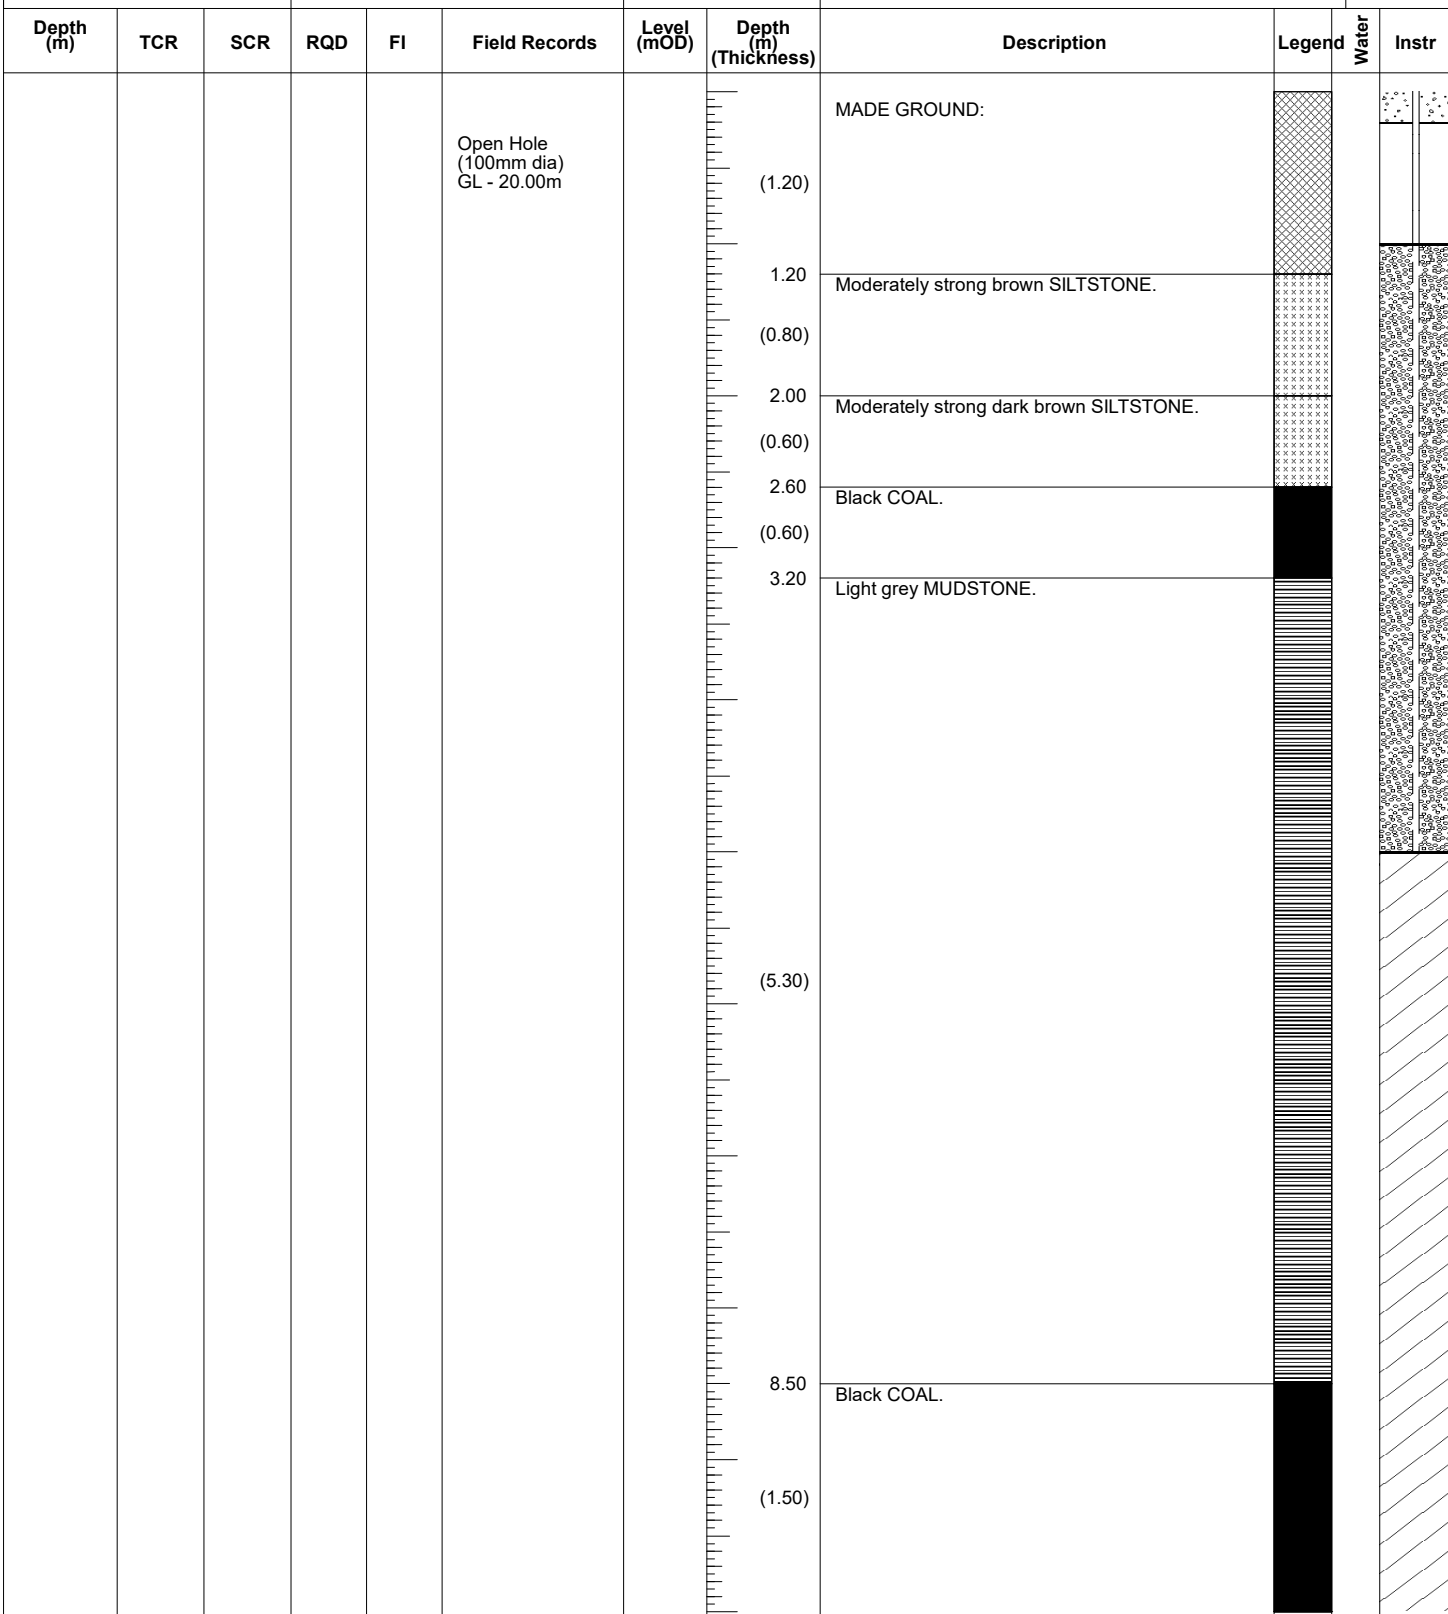 Depth
(m)
TCR
SCR
RQD
FI
Field Records
Level
(mOD)
Depth
(m)
(Thickness)
Description
Legend
Water
Instr
MADE GROUND:
Open Hole
(100mm dia)
GL - 20.00m
(1.20)
1.20
Moderately strong brown SILTSTONE.
(0.80)
2.00
Moderately strong dark brown SILTSTONE.
(0.60)
2.60
Black COAL.
(0.60)
3.20
Light grey MUDSTONE.
(5.30)
8.50
Black COAL.
(1.50)